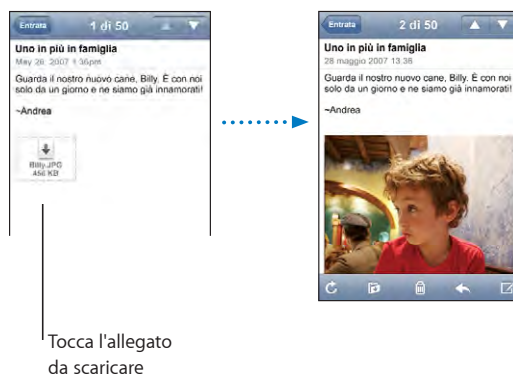 Entrata 1 di 50
Uno in più in famiglia
May 28, 2007 1:36pm
Guarda il nostro nuovo cane, Billy. È con noi
solo da un giorno e ne siamo già innamorati!
~Andrea
Billy.JPG
456 KB
Tocca l'allegato
da scaricare
Entrata 2 di 50
Uno in più in famiglia
28 maggio 2007 13.36
Guarda il nostro nuovo cane, Billy. È con noi
solo da un giorno e ne siamo già innamorati!
~Andrea